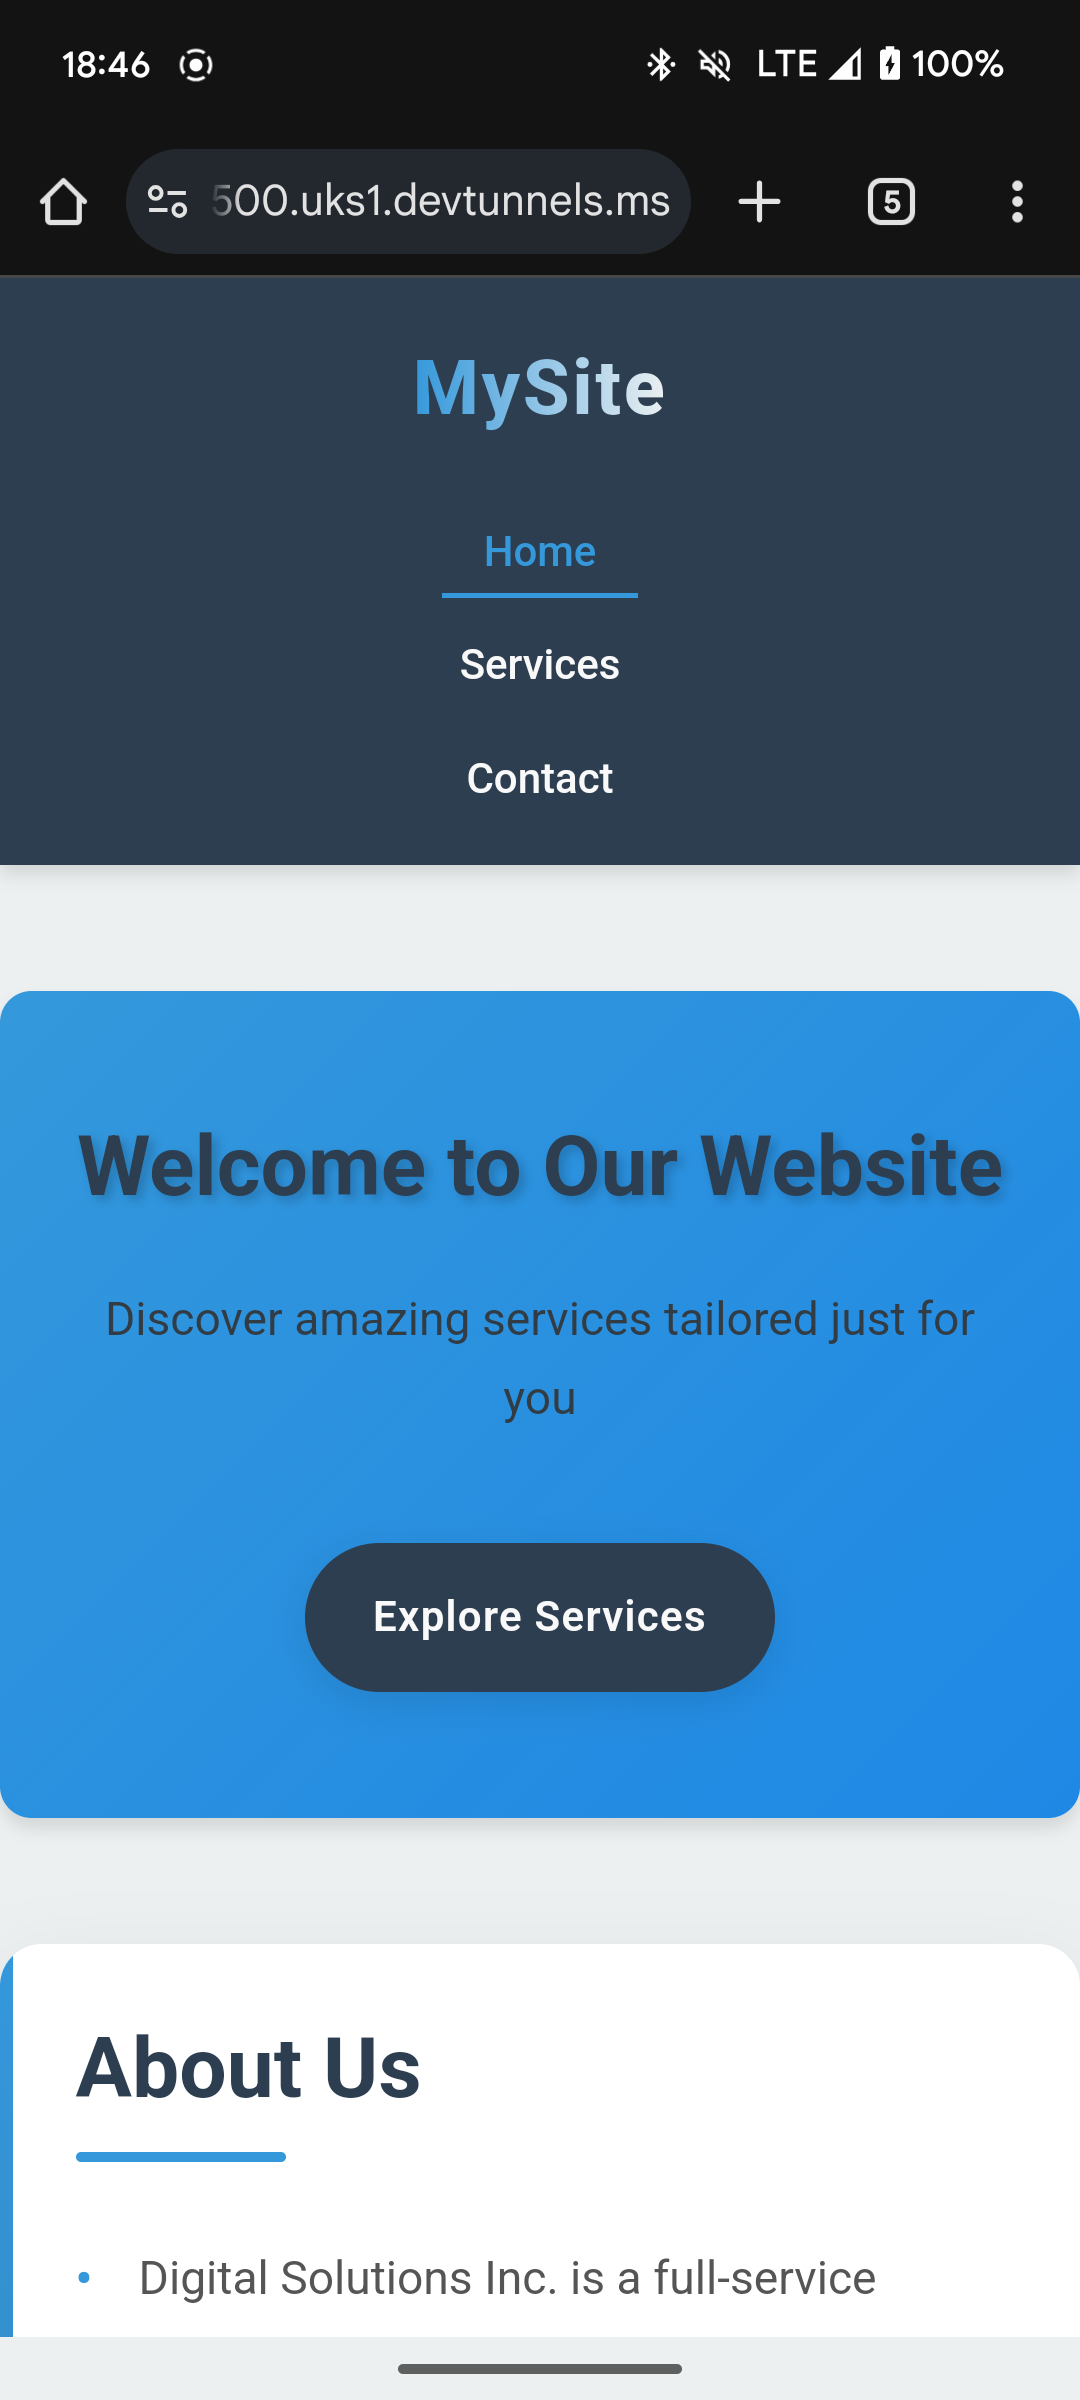 18:46 LTE 100%
500.uks1.devtunnels.ms 5
MySite
Home
Services
Contact
Welcome to Our Website
Discover amazing services tailored just for
you
Explore Services
About Us
• Digital Solutions Inc. is a full-service